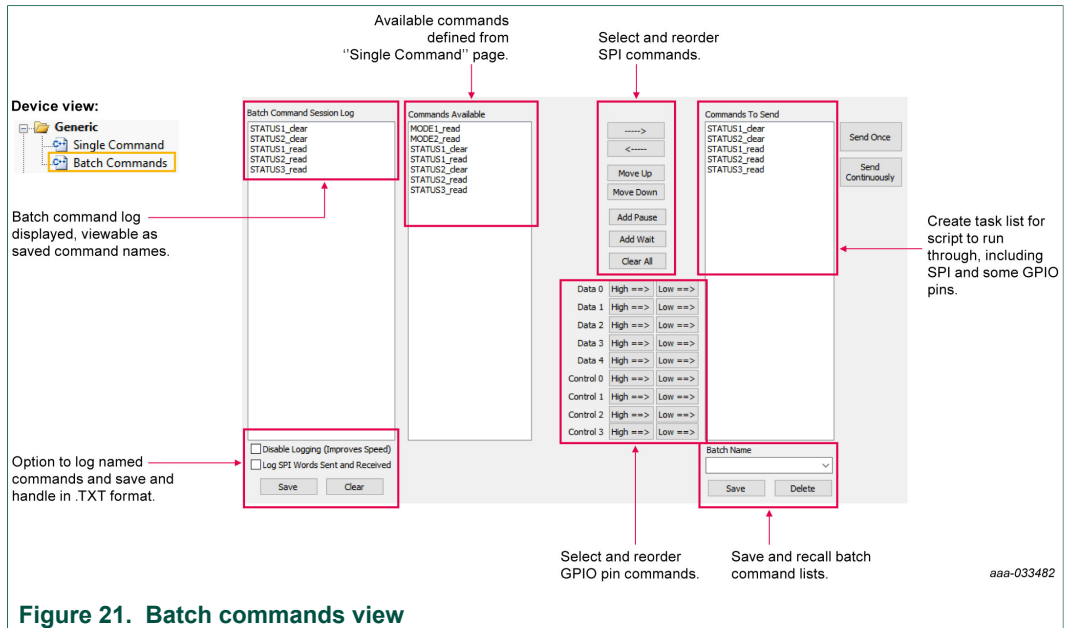 Available commands
defined from
‘‘Single Command’’ page.
Select and reorder
SPI commands.
Device view:
Generic
Single Command
Batch Commands
Batch command log
displayed, viewable as
saved command names.
Option to log named
commands and save and
handle in .TXT format.
Batch Command Session Log
STATUS1_clear
STATUS2_clear
STATUS1_read
STATUS2_read
STATUS3_read
Disable Logging (Improves Speed)
Log SPI Words Sent and Received
Save Clear
Commands Available
MODE1_read
MODE2_read
STATUS1_clear
STATUS1_read
STATUS2_clear
STATUS2_read
STATUS3_read
----->
<-----
Move Up
Move Down
Add Pause
Add Wait
Clear All
Data 0 High ==> Low ==>
Data 1 High ==> Low ==>
Data 2 High ==> Low ==>
Data 3 High ==> Low ==>
Data 4 High ==> Low ==>
Control 0 High ==> Low ==>
Control 1 High ==> Low ==>
Control 2 High ==> Low ==>
Control 3 High ==> Low ==>
Commands To Send
STATUS1_clear
STATUS2_clear
STATUS1_read
STATUS2_read
STATUS3_read
Send Once
Send
Continuously
Batch Name
Save Delete
Create task list for
script to run
through, including
SPI and some GPIO
pins.
Select and reorder
GPIO pin commands.
Save and recall batch
command lists.
aaa-033482
Figure 21. Batch commands view